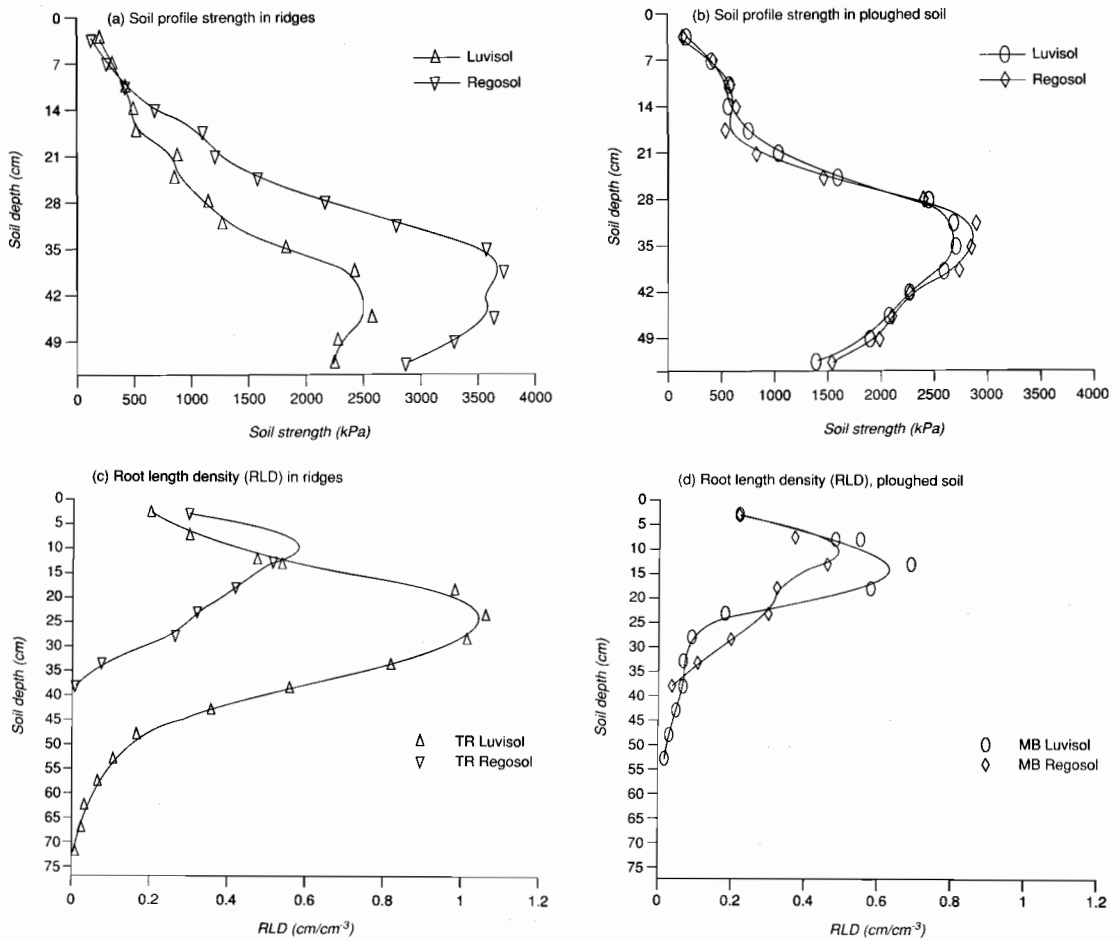 (a) Soil profile strength in ridges
0
7
14
21
28
35
42
49
Soil depth (cm)
Luvisol
Regosol
0 500 1000 1500 2000 2500 3000 3500 4000
Soil strength (kPa)
(b) Soil profile strength in ploughed soil
0
7
14
21
28
35
42
49
Soil depth (cm)
Luvisol
Regosol
0 500 1000 1500 2000 2500 3000 3500 4000
Soil strength (kPa)
(c) Root length density (RLD) in ridges
0
5
10
15
20
25
30
35
40
45
50
55
60
65
70
75
Soil depth (cm)
TR Luvisol
TR Regosol
0 0.2 0.4 0.6 0.8 1 1.2
RLD (cm/cm-3)
(d) Root length density (RLD), ploughed soil
0
5
10
15
20
25
30
35
40
45
50
55
60
65
70
75
Soil depth (cm)
MB Luvisol
MB Regosol
0 0.2 0.4 0.6 0.8 1 1.2
RLD (cm/cm-3)